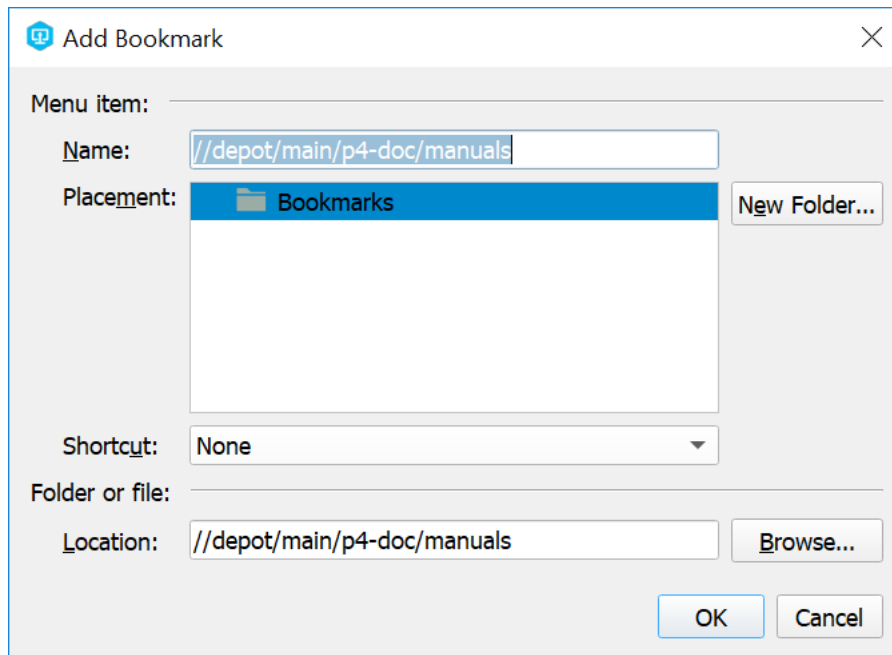 Add Bookmark
Menu item:
Name: //depot/main/p4-doc/manuals
Placement: Bookmarks New Folder...
Shortcut: None
Folder or file:
Location: //depot/main/p4-doc/manuals Browse...
OK Cancel